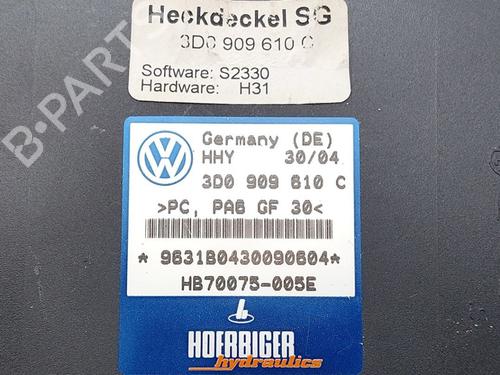 Heckdeckel SG
3D0 909 610 C
Software: S2330
Hardware: H31
Germany (DE)
HHY 30/04
3D0 909 610 C
>PC, PA6 GF 30<
*9631B0430090604*
HB70075-005E
HOERBIGER
hydraulics
B-PARTS